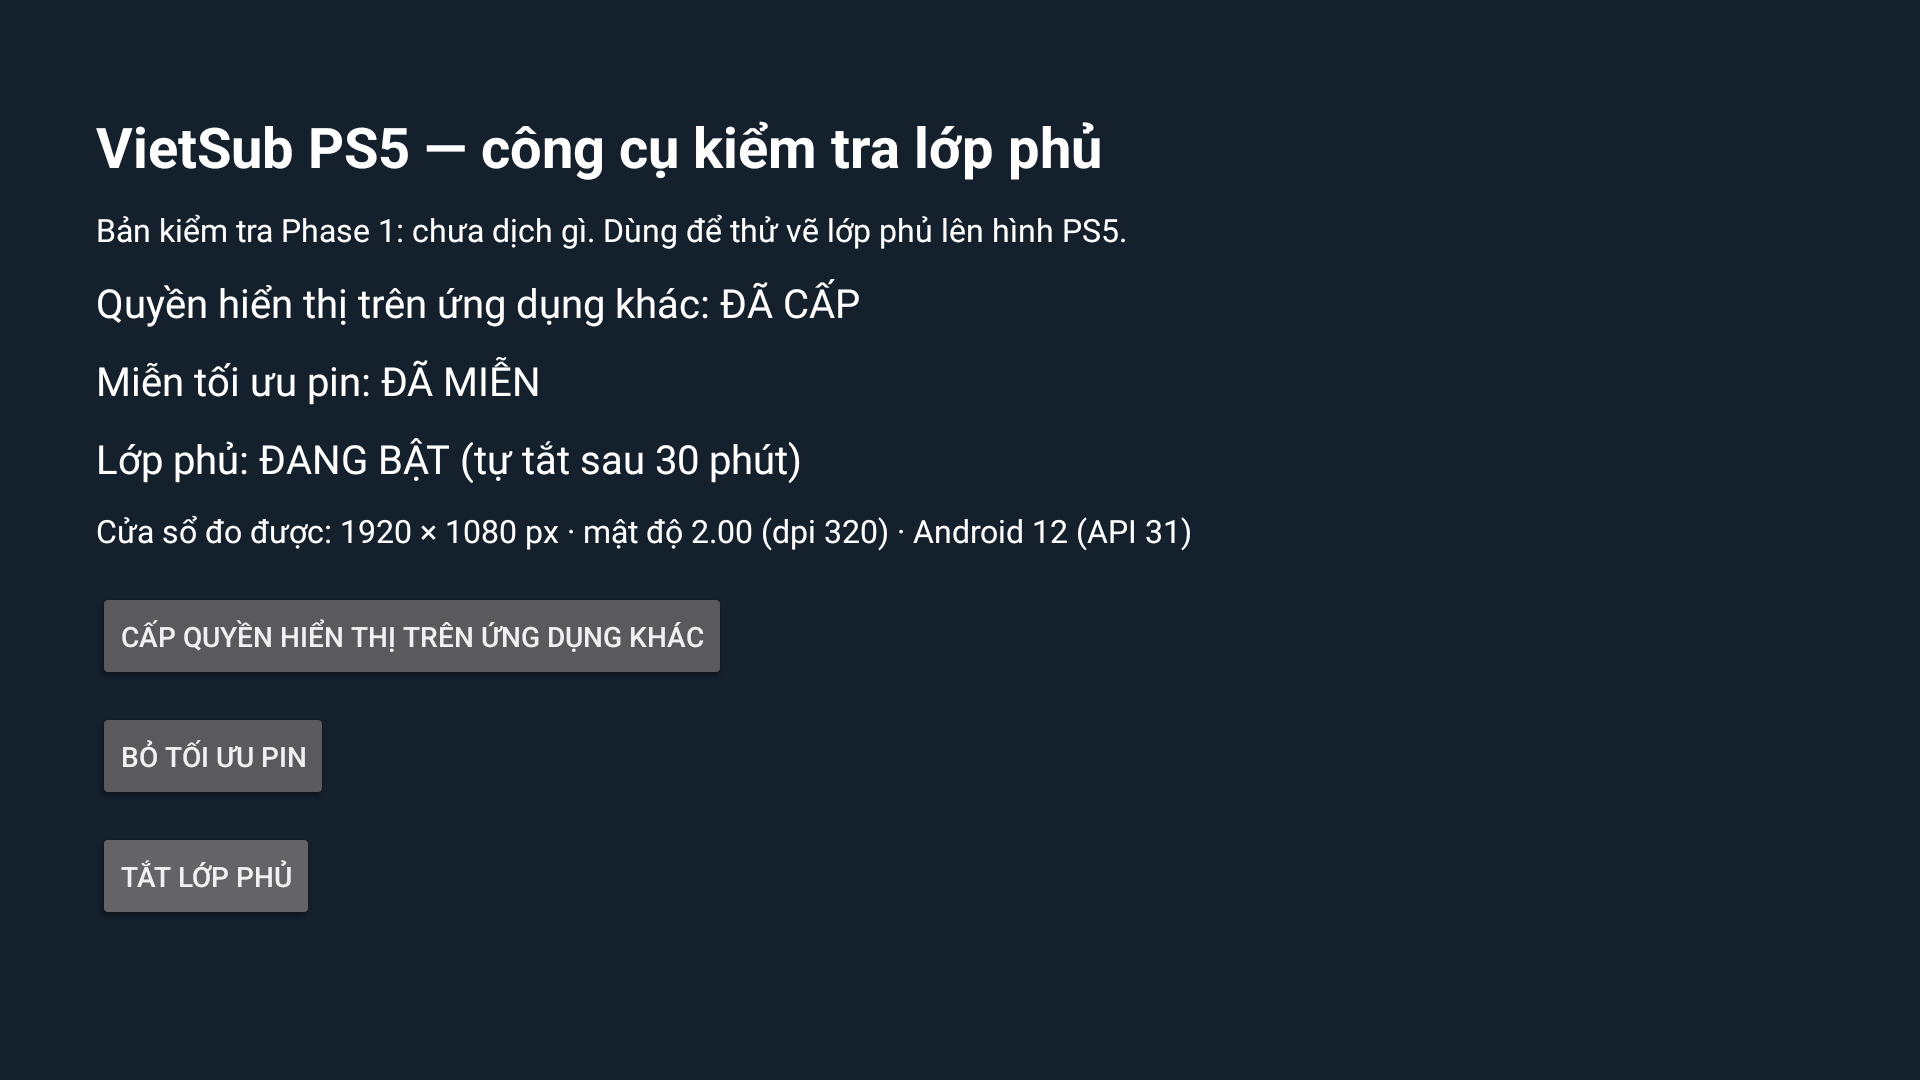 VietSub PS5 — công cụ kiểm tra lớp phủ
Bản kiểm tra Phase 1: chưa dịch gì. Dùng để thử vẽ lớp phủ lên hình PS5.
Quyền hiển thị trên ứng dụng khác: ĐÃ CẤP
Miễn tối ưu pin: ĐÃ MIỄN
Lớp phủ: ĐANG BẬT (tự tắt sau 30 phút)
Cửa sổ đo được: 1920 × 1080 px · mật độ 2.00 (dpi 320) · Android 12 (API 31)
CẤP QUYỀN HIỂN THỊ TRÊN ỨNG DỤNG KHÁC
BỎ TỐI ƯU PIN
TẮT LỚP PHỦ